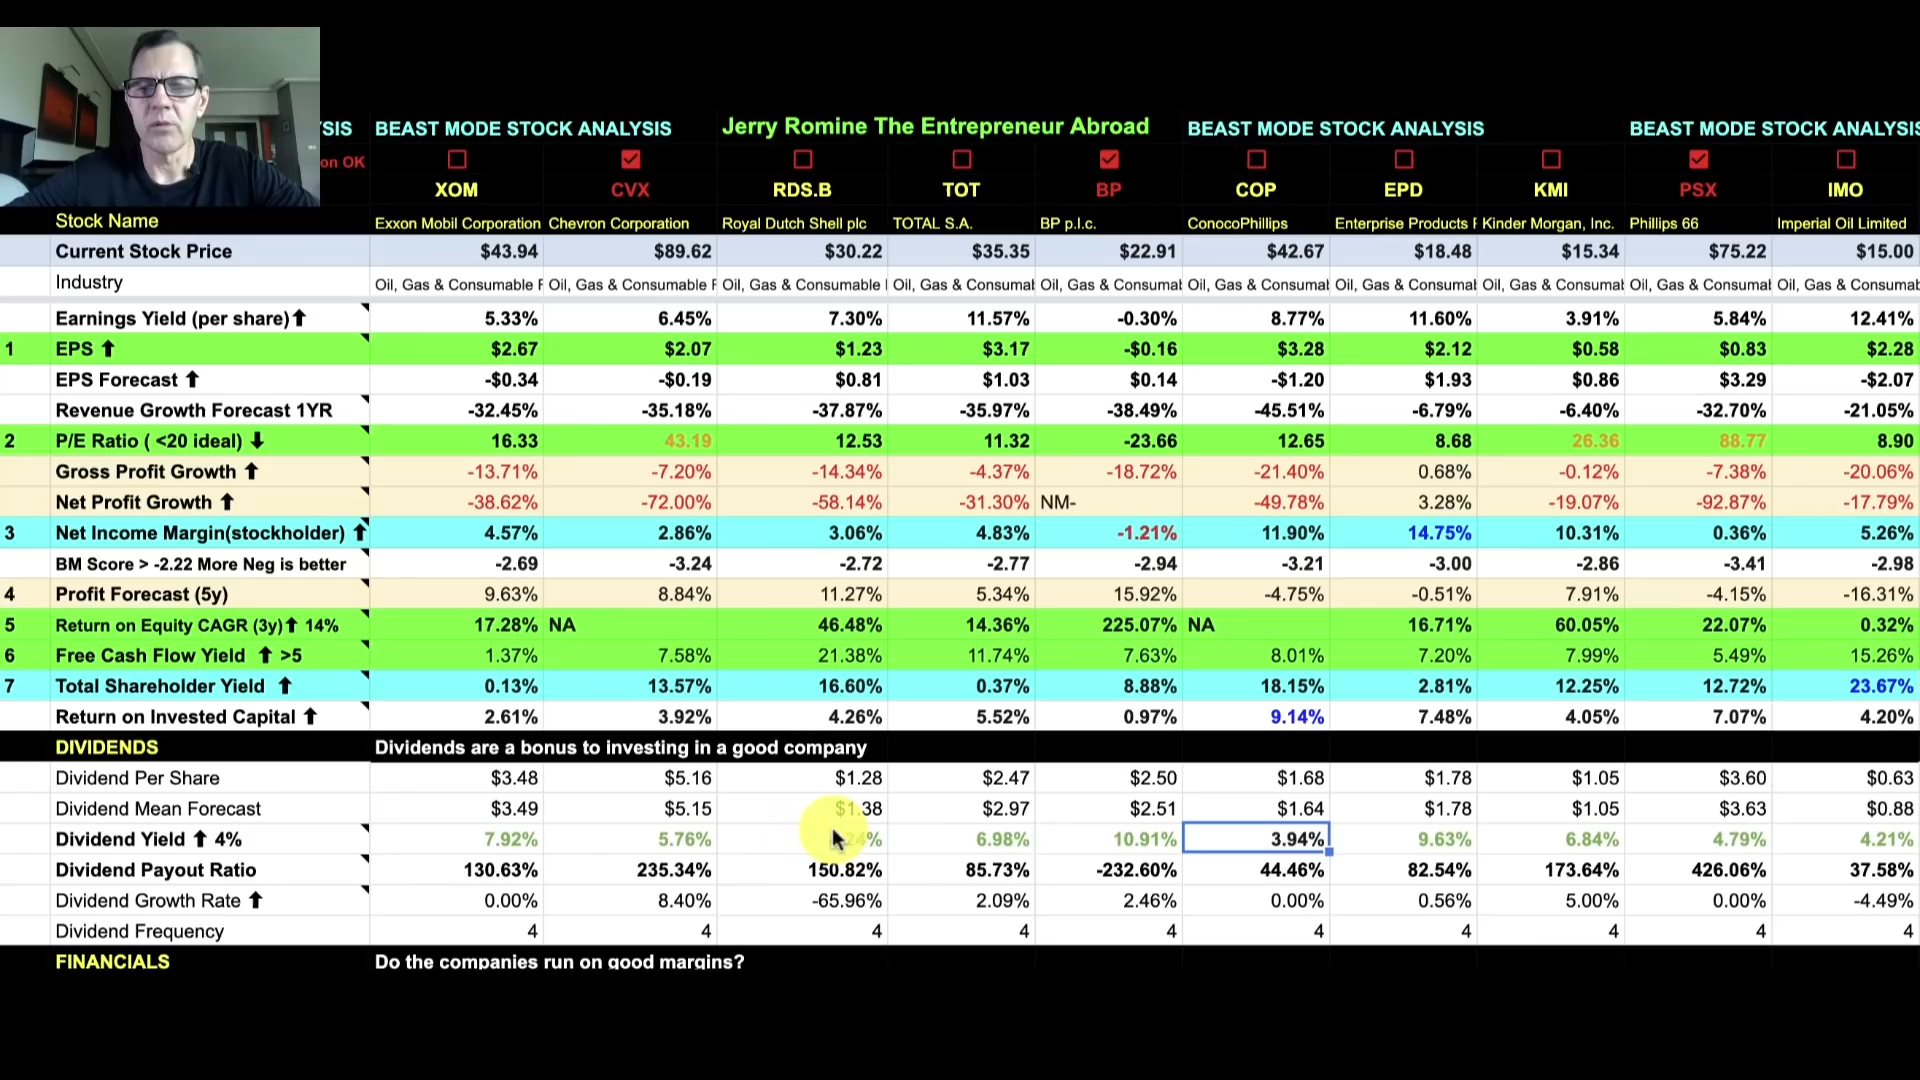 YSIS BEAST MODE STOCK ANALYSIS Jerry Romine The Entrepreneur Abroad BEAST MODE STOCK ANALYSIS BEAST MODE STOCK ANALYSIS
on OK
XOM CVX RDS.B TOT BP COP EPD KMI PSX IMO
Stock Name Exxon Mobil Corporation Chevron Corporation Royal Dutch Shell plc TOTAL S.A. BP p.l.c. ConocoPhillips Enterprise Products Kinder Morgan, Inc. Phillips 66 Imperial Oil Limited
Current Stock Price $43.94 $89.62 $30.22 $35.35 $22.91 $42.67 $18.48 $15.34 $75.22 $15.00
Industry Oil, Gas & Consumable F Oil, Gas & Consumable F Oil, Gas & Consumable Oil, Gas & Consumal Oil, Gas & Consumal Oil, Gas & Consumal Oil, Gas & Consumal Oil, Gas & Consumal Oil, Gas & Consumal Oil, Gas & Consumal
Earnings Yield (per share)⬆ 5.33% 6.45% 7.30% 11.57% -0.30% 8.77% 11.60% 3.91% 5.84% 12.41%
1 EPS ⬆ $2.67 $2.07 $1.23 $3.17 -$0.16 $3.28 $2.12 $0.58 $0.83 $2.28
EPS Forecast ⬆ -$0.34 -$0.19 $0.81 $1.03 $0.14 -$1.20 $1.93 $0.86 $3.29 -$2.07
Revenue Growth Forecast 1YR -32.45% -35.18% -37.87% -35.97% -38.49% -45.51% -6.79% -6.40% -32.70% -21.05%
2 P/E Ratio ( <20 ideal) ⬇ 16.33 43.19 12.53 11.32 -23.66 12.65 8.68 26.36 88.77 8.90
Gross Profit Growth ⬆ -13.71% -7.20% -14.34% -4.37% -18.72% -21.40% 0.68% -0.12% -7.38% -20.06%
Net Profit Growth ⬆ -38.62% -72.00% -58.14% -31.30% NM- -49.78% 3.28% -19.07% -92.87% -17.79%
3 Net Income Margin(stockholder) ⬆ 4.57% 2.86% 3.06% 4.83% -1.21% 11.90% 14.75% 10.31% 0.36% 5.26%
BM Score > -2.22 More Neg is better -2.69 -3.24 -2.72 -2.77 -2.94 -3.21 -3.00 -2.86 -3.41 -2.98
4 Profit Forecast (5y) 9.63% 8.84% 11.27% 5.34% 15.92% -4.75% -0.51% 7.91% -4.15% -16.31%
5 Return on Equity CAGR (3y)⬆ 14% 17.28% NA 46.48% 14.36% 225.07% NA 16.71% 60.05% 22.07% 0.32%
6 Free Cash Flow Yield ⬆ >5 1.37% 7.58% 21.38% 11.74% 7.63% 8.01% 7.20% 7.99% 5.49% 15.26%
7 Total Shareholder Yield ⬆ 0.13% 13.57% 16.60% 0.37% 8.88% 18.15% 2.81% 12.25% 12.72% 23.67%
Return on Invested Capital ⬆ 2.61% 3.92% 4.26% 5.52% 0.97% 9.14% 7.48% 4.05% 7.07% 4.20%
DIVIDENDS Dividends are a bonus to investing in a good company
Dividend Per Share $3.48 $5.16 $1.28 $2.47 $2.50 $1.68 $1.78 $1.05 $3.60 $0.63
Dividend Mean Forecast $3.49 $5.15 $1.38 $2.97 $2.51 $1.64 $1.78 $1.05 $3.63 $0.88
Dividend Yield ⬆ 4% 7.92% 5.76% 6.98% 10.91% 3.94% 9.63% 6.84% 4.79% 4.21%
Dividend Payout Ratio 130.63% 235.34% 150.82% 85.73% -232.60% 44.46% 82.54% 173.64% 426.06% 37.58%
Dividend Growth Rate ⬆ 0.00% 8.40% -65.96% 2.09% 2.46% 0.00% 0.56% 5.00% 0.00% -4.49%
Dividend Frequency 4 4 4 4 4 4 4 4 4 4
FINANCIALS Do the companies run on good margins?